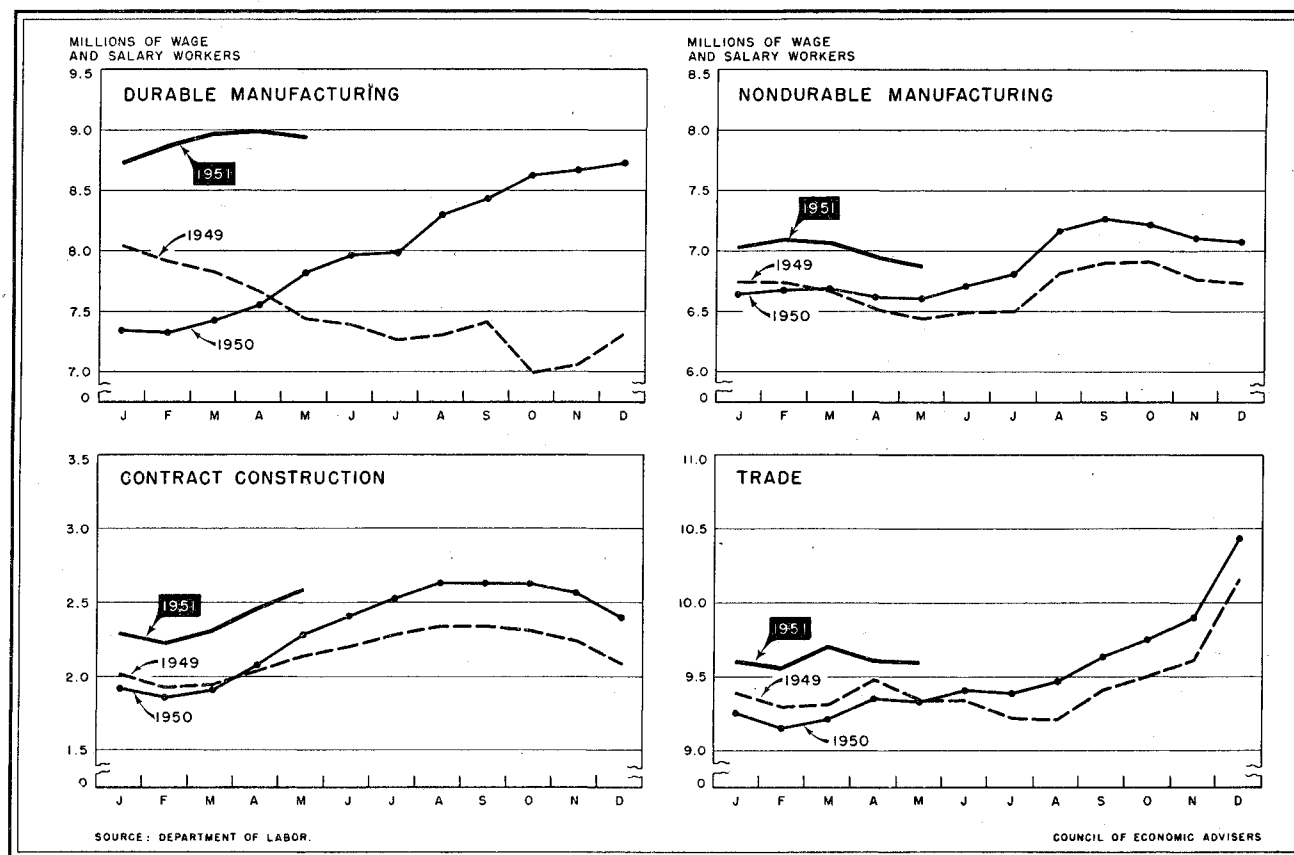 MILLIONS OF WAGE
AND SALARY WORKERS
9.5
DURABLE MANUFACTURING
9.0
1951
8.5
1949
8.0
7.5
1950
7.0
0
J F M A M J J A S O N D
MILLIONS OF WAGE
AND SALARY WORKERS
8.5
NONDURABLE MANUFACTURING
8.0
7.5
1951
7.0
1949
6.5
1950
6.0
0
J F M A M J J A S O N D
3.5
CONTRACT CONSTRUCTION
3.0
2.5
1951
1949
2.0
1950
1.5
0
J F M A M J J A S O N D
11.0
TRADE
10.5
10.0
1951
9.5
1949
1950
9.0
0
J F M A M J J A S O N D
SOURCE: DEPARTMENT OF LABOR.
COUNCIL OF ECONOMIC ADVISERS